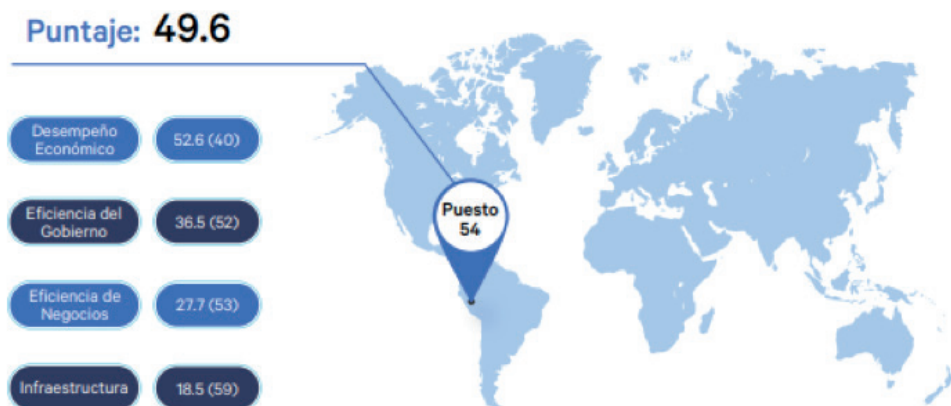 Puntaje: 49.6
Desempeño
Económico
52.6 (40)
Eficiencia del
Gobierno
36.5 (52)
Eficiencia de
Negocios
27.7 (53)
Infraestructura
18.5 (59)
Puesto
54